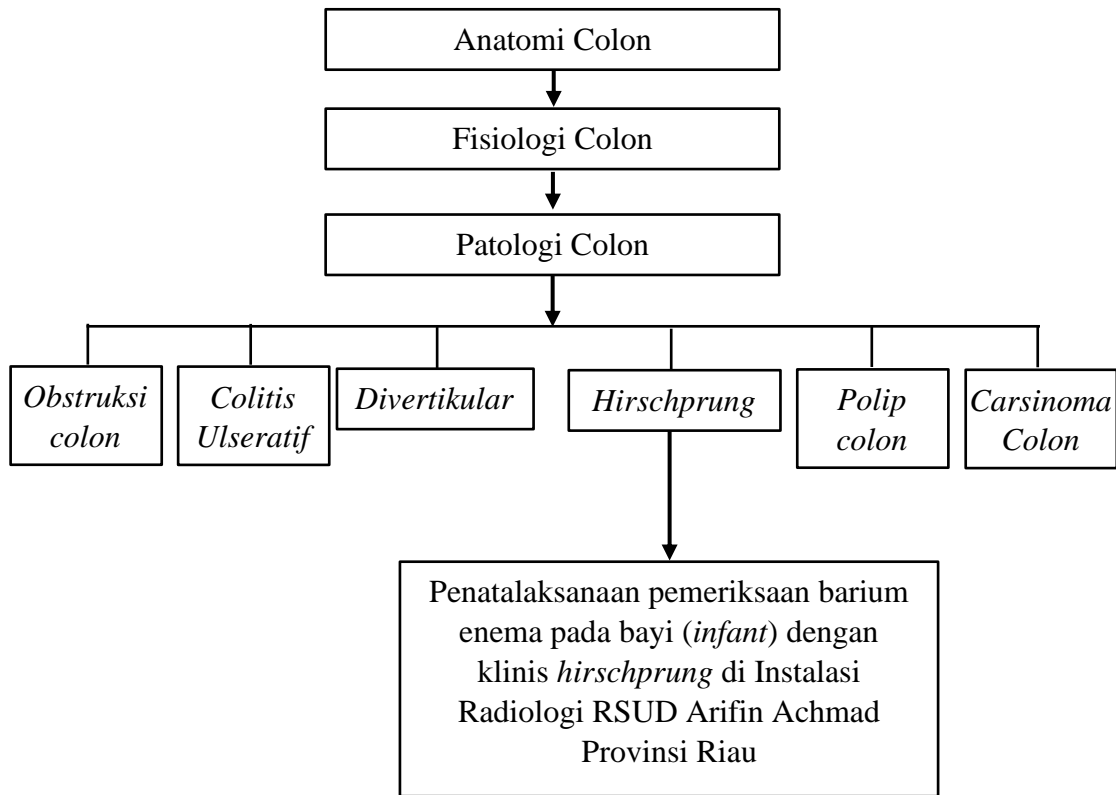 Anatomi Colon
Fisiologi Colon
Patologi Colon
Obstruksi
colon
Colitis
Ulseratif
Divertikular
Hirschprung
Polip
colon
Carsinoma
Colon
Penatalaksanaan pemeriksaan barium
enema pada bayi (infant) dengan
klinis hirschprung di Instalasi
Radiologi RSUD Arifin Achmad
Provinsi Riau